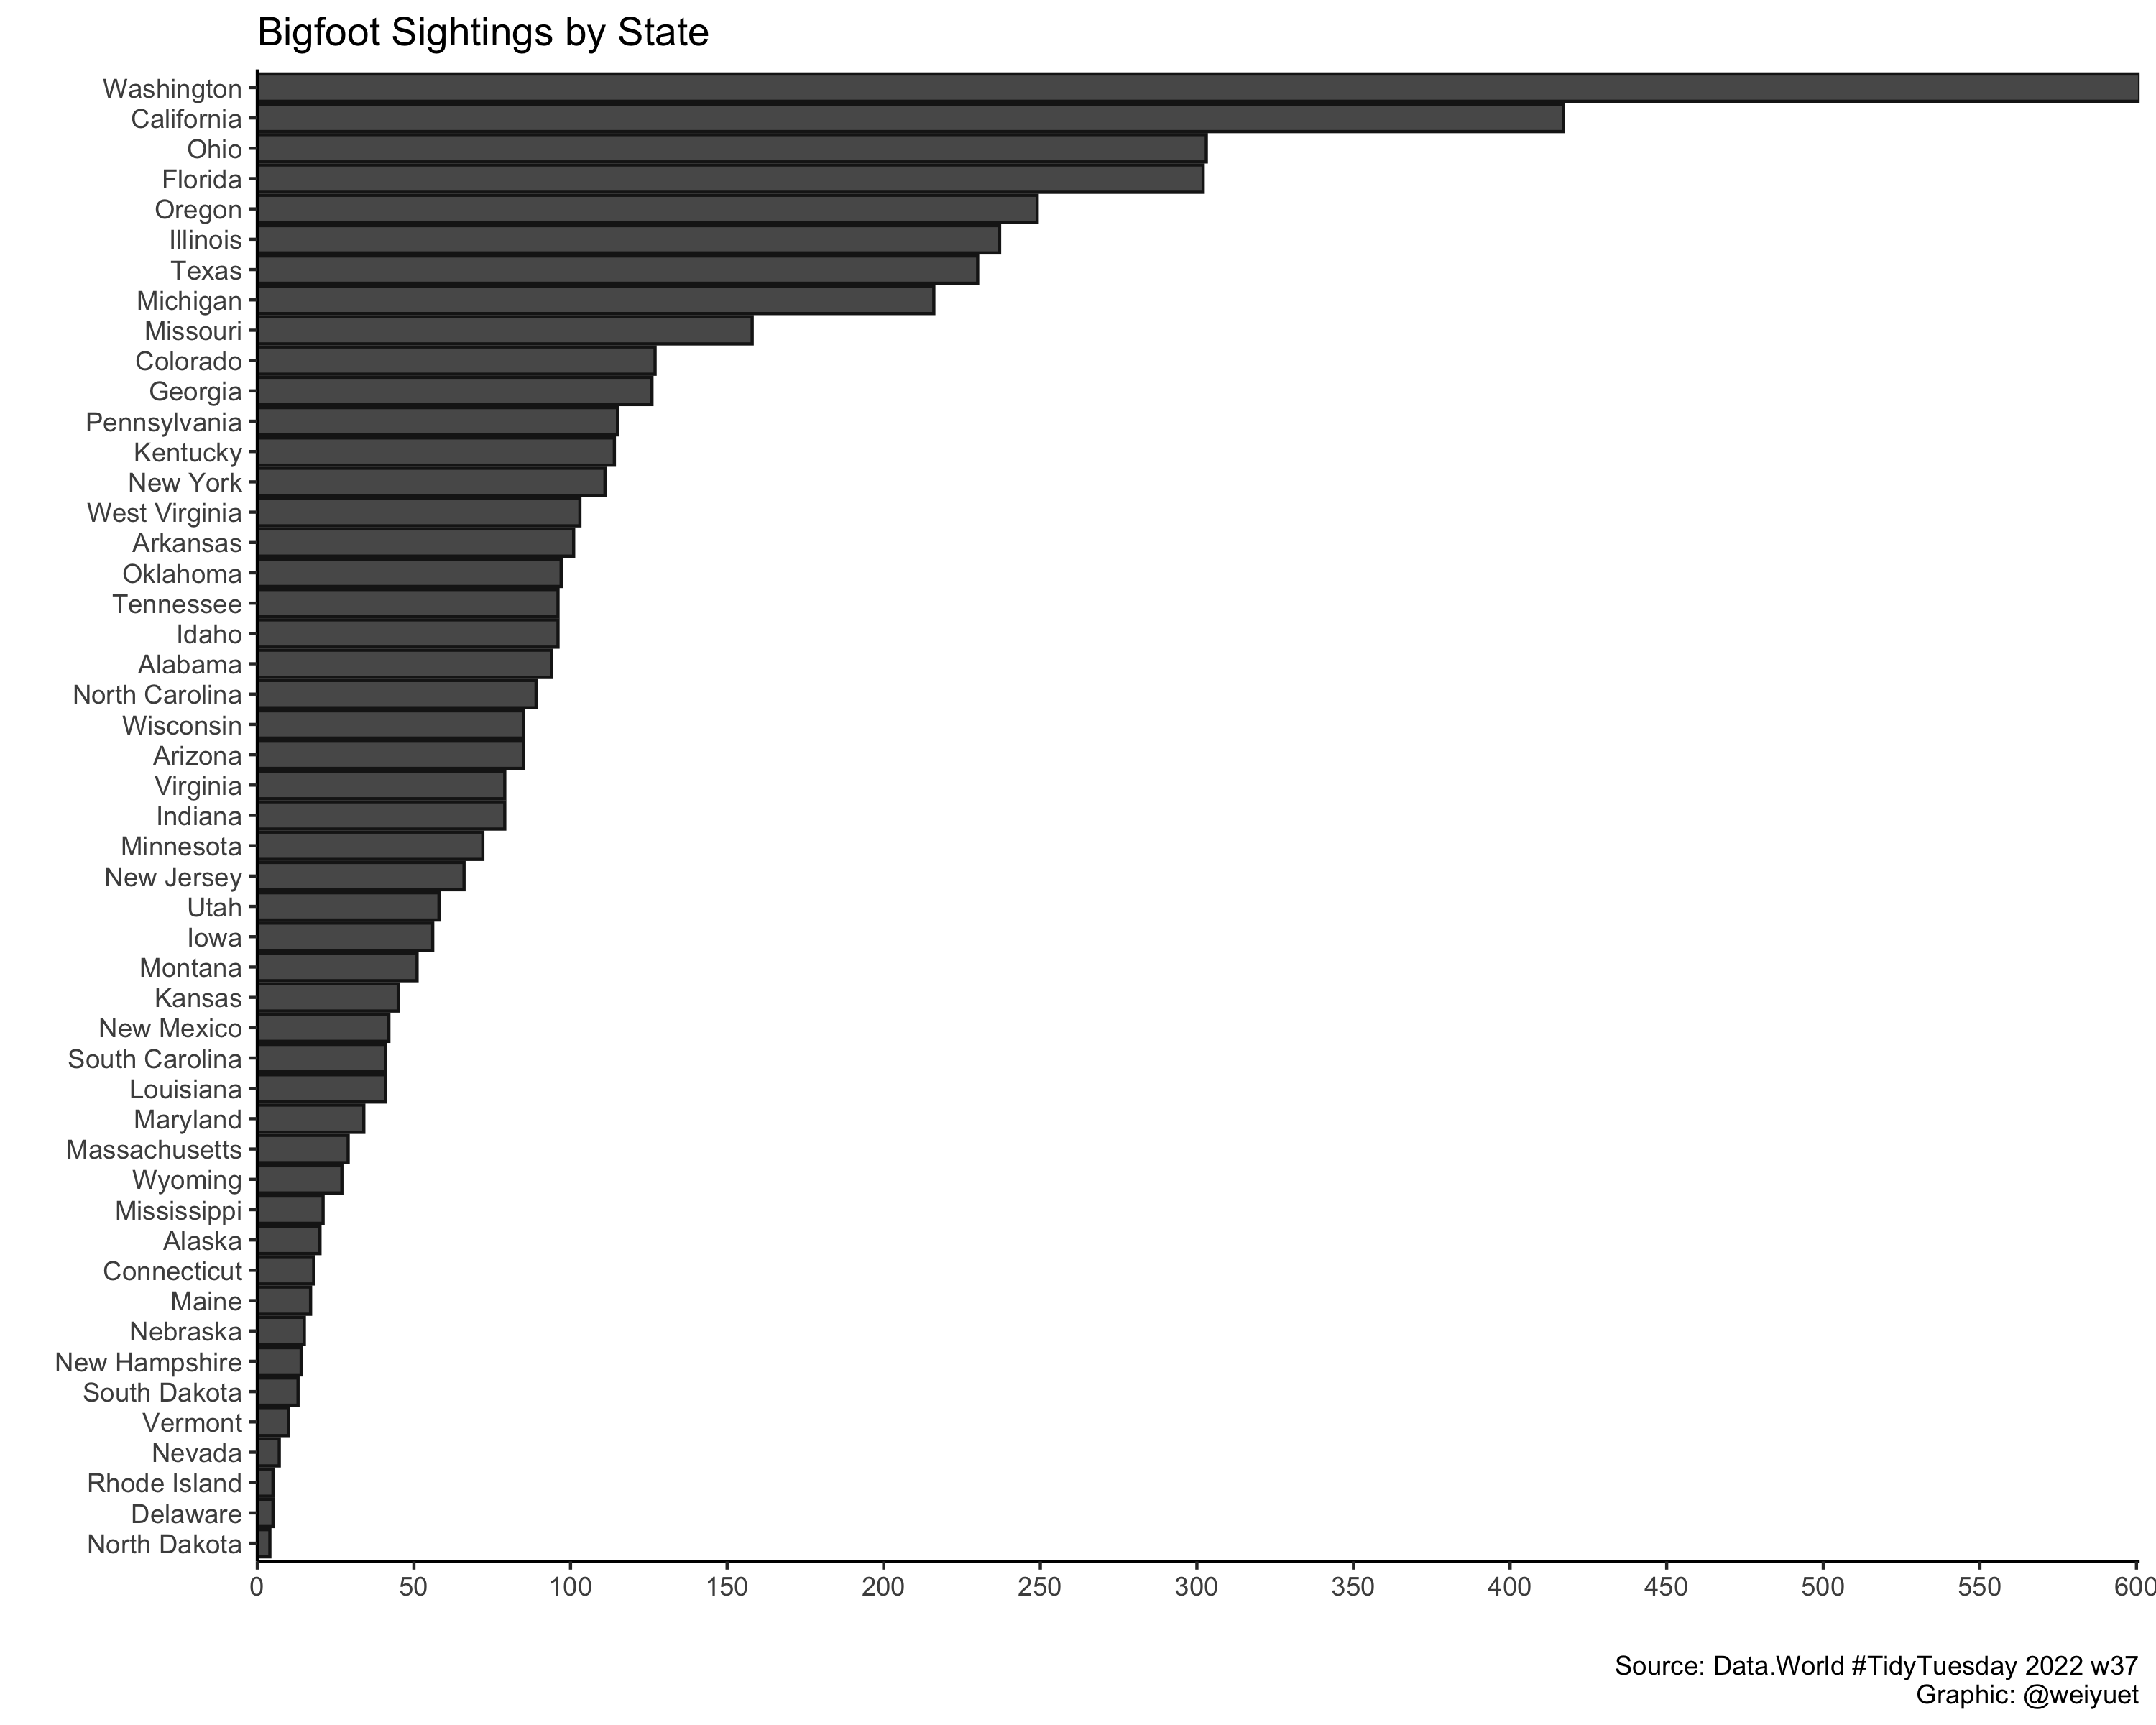 Bigfoot Sightings by State
Washington
California
Ohio
Florida
Oregon
Illinois
Texas
Michigan
Missouri
Colorado
Georgia
Pennsylvania
Kentucky
New York
West Virginia
Arkansas
Oklahoma
Tennessee
Idaho
Alabama
North Carolina
Wisconsin
Arizona
Virginia
Indiana
Minnesota
New Jersey
Utah
Iowa
Montana
Kansas
New Mexico
South Carolina
Louisiana
Maryland
Massachusetts
Wyoming
Mississippi
Alaska
Connecticut
Maine
Nebraska
New Hampshire
South Dakota
Vermont
Nevada
Rhode Island
Delaware
North Dakota
0 50 100 150 200 250 300 350 400 450 500 550 600
Source: Data.World #TidyTuesday 2022 w37
Graphic: @weiyuet